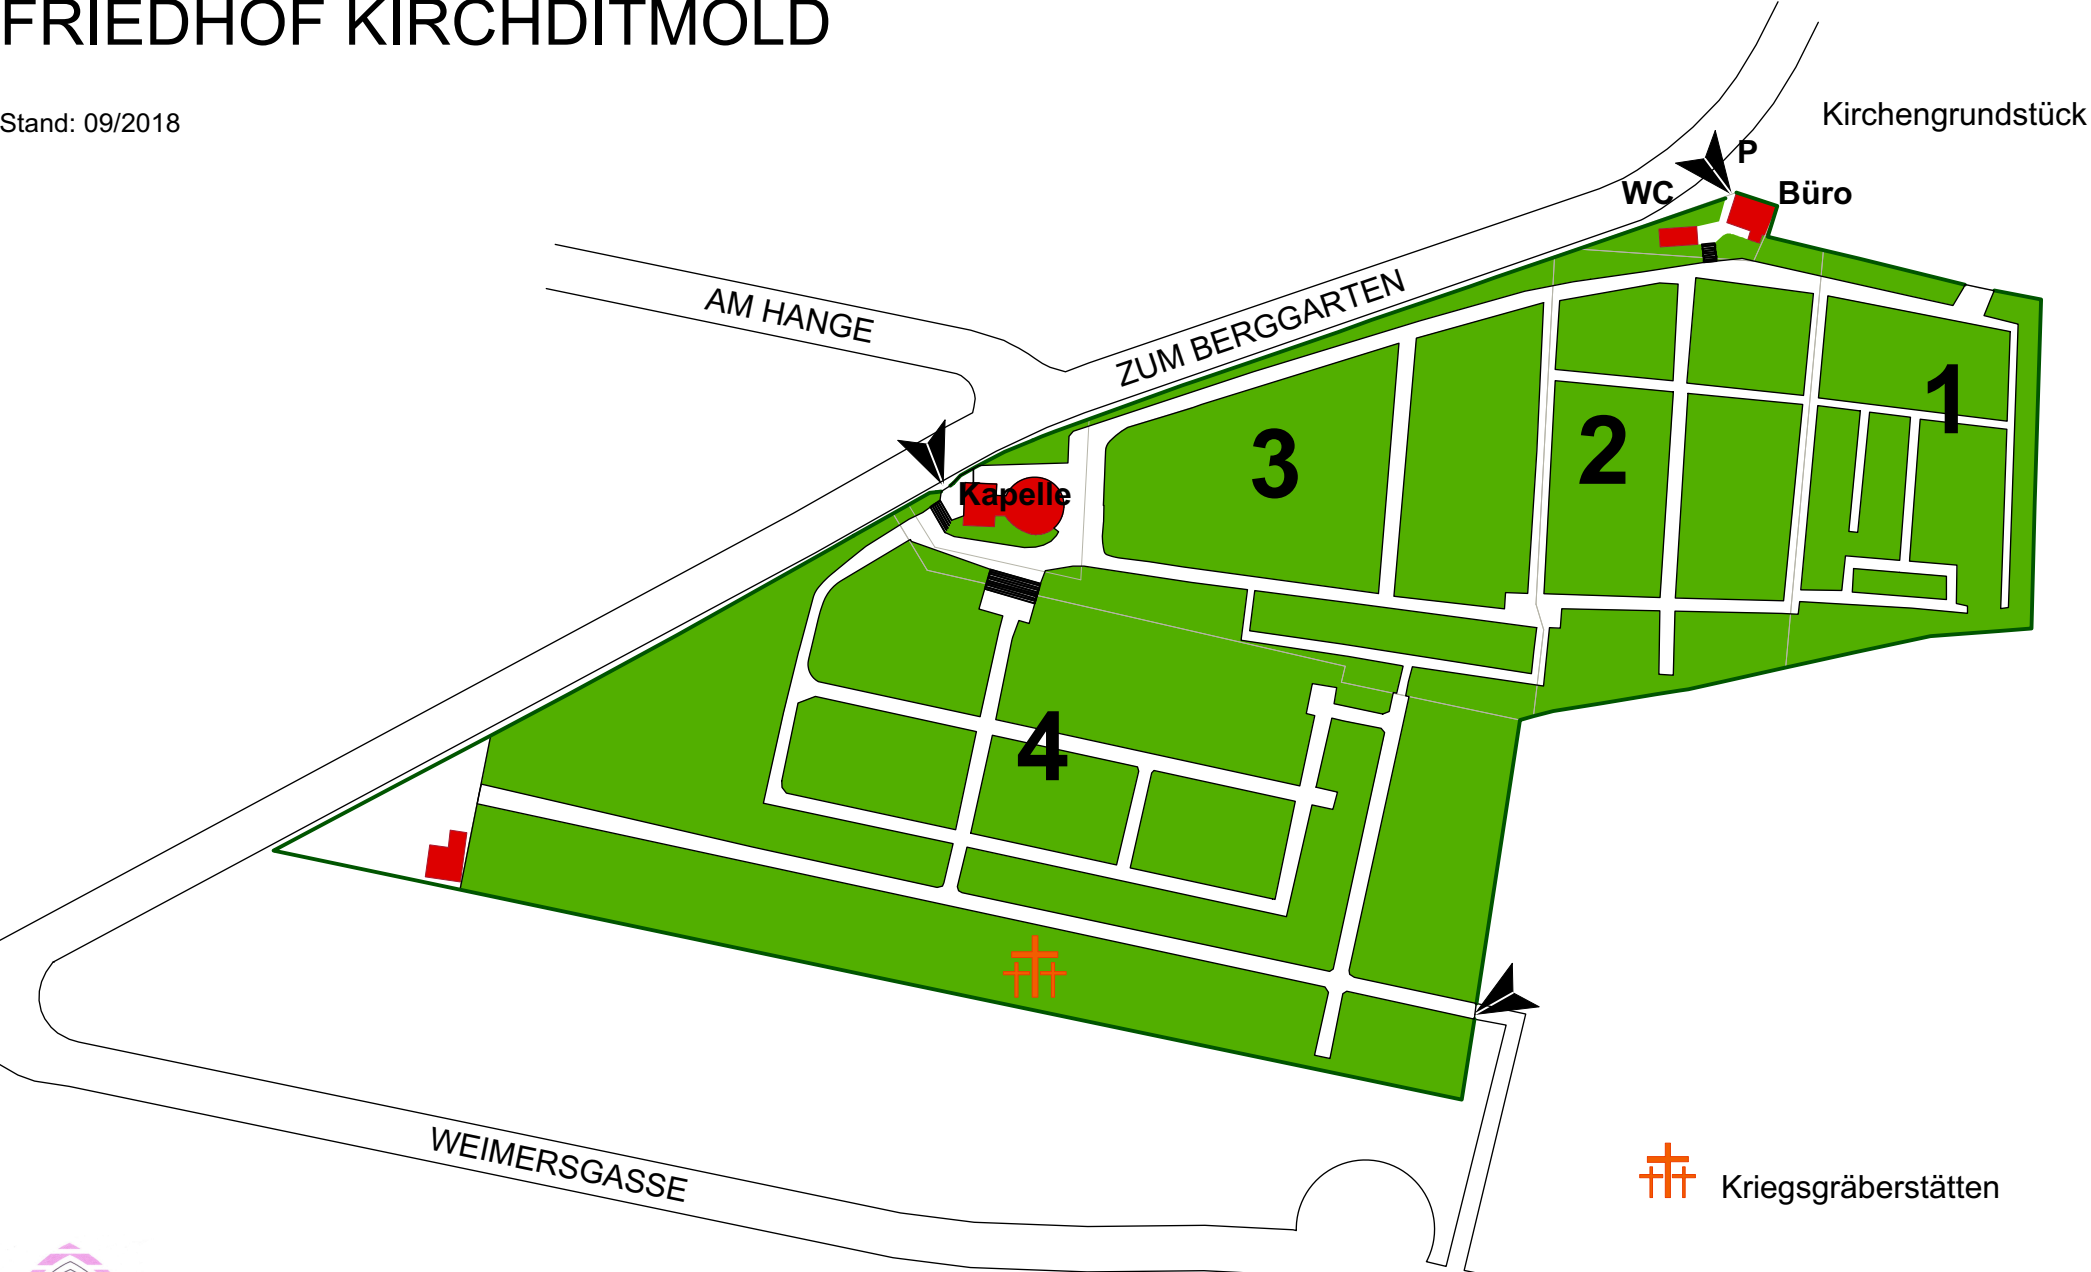 FRIEDHOF KIRCHDITMOLD
Stand: 09/2018
Kirchengrundstück
P
WC
Büro
AM HANGE
ZUM BERGGARTEN
1
2
3
Kapelle
4
WEIMERSGASSE
Kriegsgräberstätten